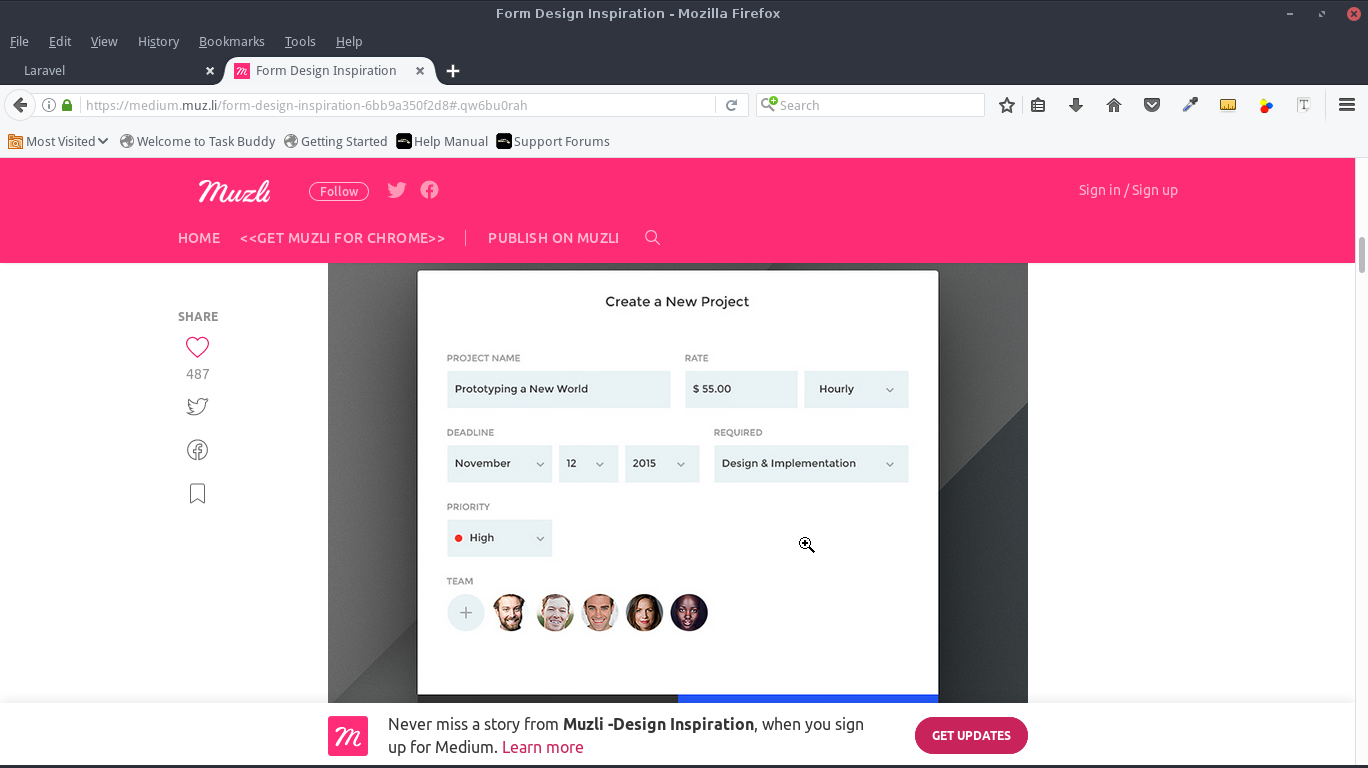 Form Design Inspiration - Mozilla Firefox
File Edit View History Bookmarks Tools Help
Laravel
Form Design Inspiration
https://medium.muz.li/form-design-inspiration-6bb9a350f2d8#.qw6bu0rah
Search
Most Visited Welcome to Task Buddy Getting Started Help Manual Support Forums
Muzli Follow Sign in / Sign up
HOME <<GET MUZLI FOR CHROME>> PUBLISH ON MUZLI
SHARE
487
Create a New Project
PROJECT NAME RATE
Prototyping a New World $ 55.00 Hourly
DEADLINE REQUIRED
November 12 2015 Design & Implementation
PRIORITY
High
TEAM
Never miss a story from Muzli -Design Inspiration, when you sign
up for Medium. Learn more
GET UPDATES